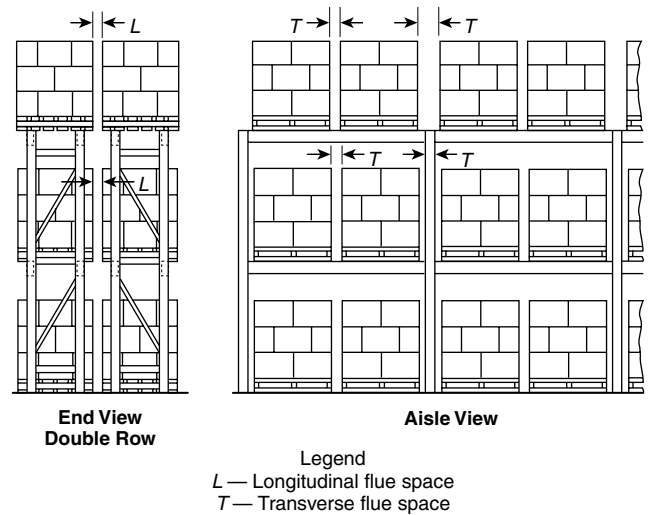 L
T
T
T
T
L
End View
Double Row
Aisle View
Legend
L — Longitudinal flue space
T — Transverse flue space